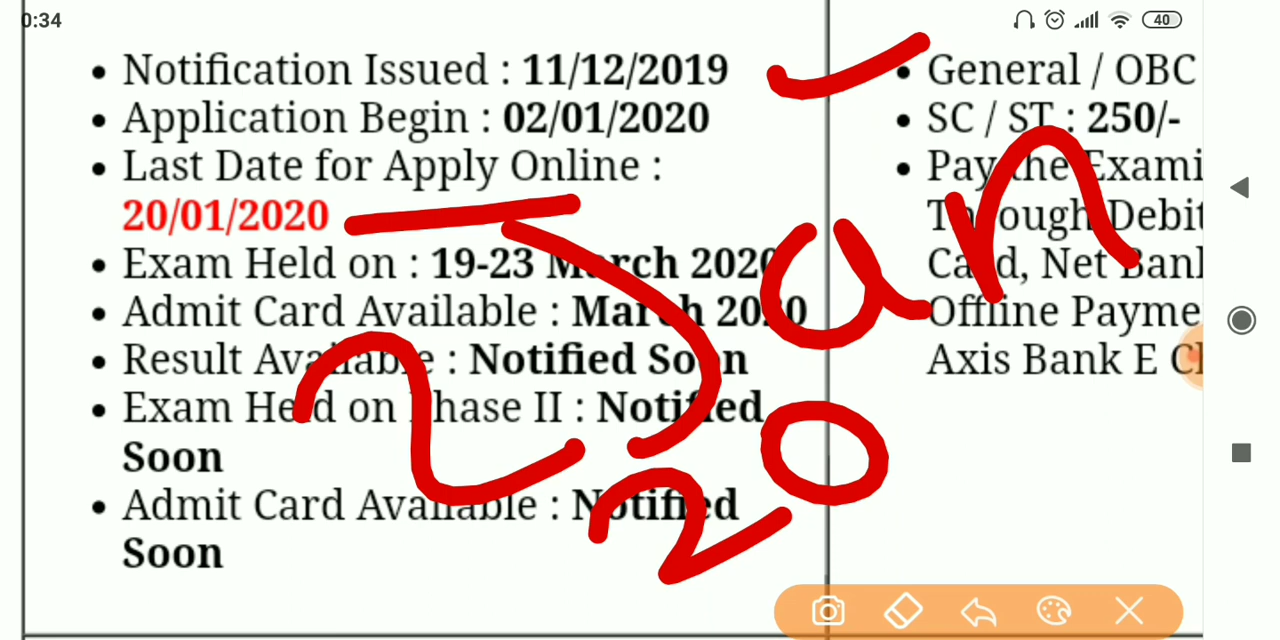 0:34
40
Notification Issued : 11/12/2019
Application Begin : 02/01/2020
Last Date for Apply Online :
20/01/2020
Exam Held on : 19-23 March 2020
Admit Card Available : March 2020
Result Available : Notified Soon
Exam Held on Phase II : Notified
Soon
Admit Card Available : Notified
Soon
General / OBC
SC / ST : 250/-
Pay the Exami
Through Debit
Card, Net Bank
Offline Payme
Axis Bank E C
2 Jan
20